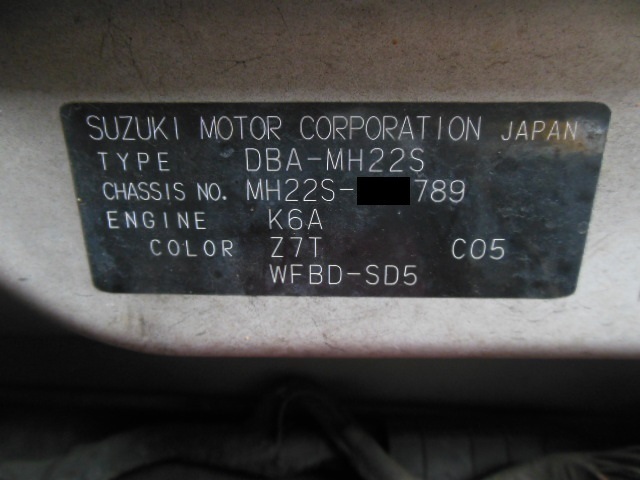 SUZUKI MOTOR CORPORATION JAPAN
TYPE DBA-MH22S
CHASSIS NO. MH22S- 789
ENGINE K6A
COLOR Z7T C05
WFBD-SD5